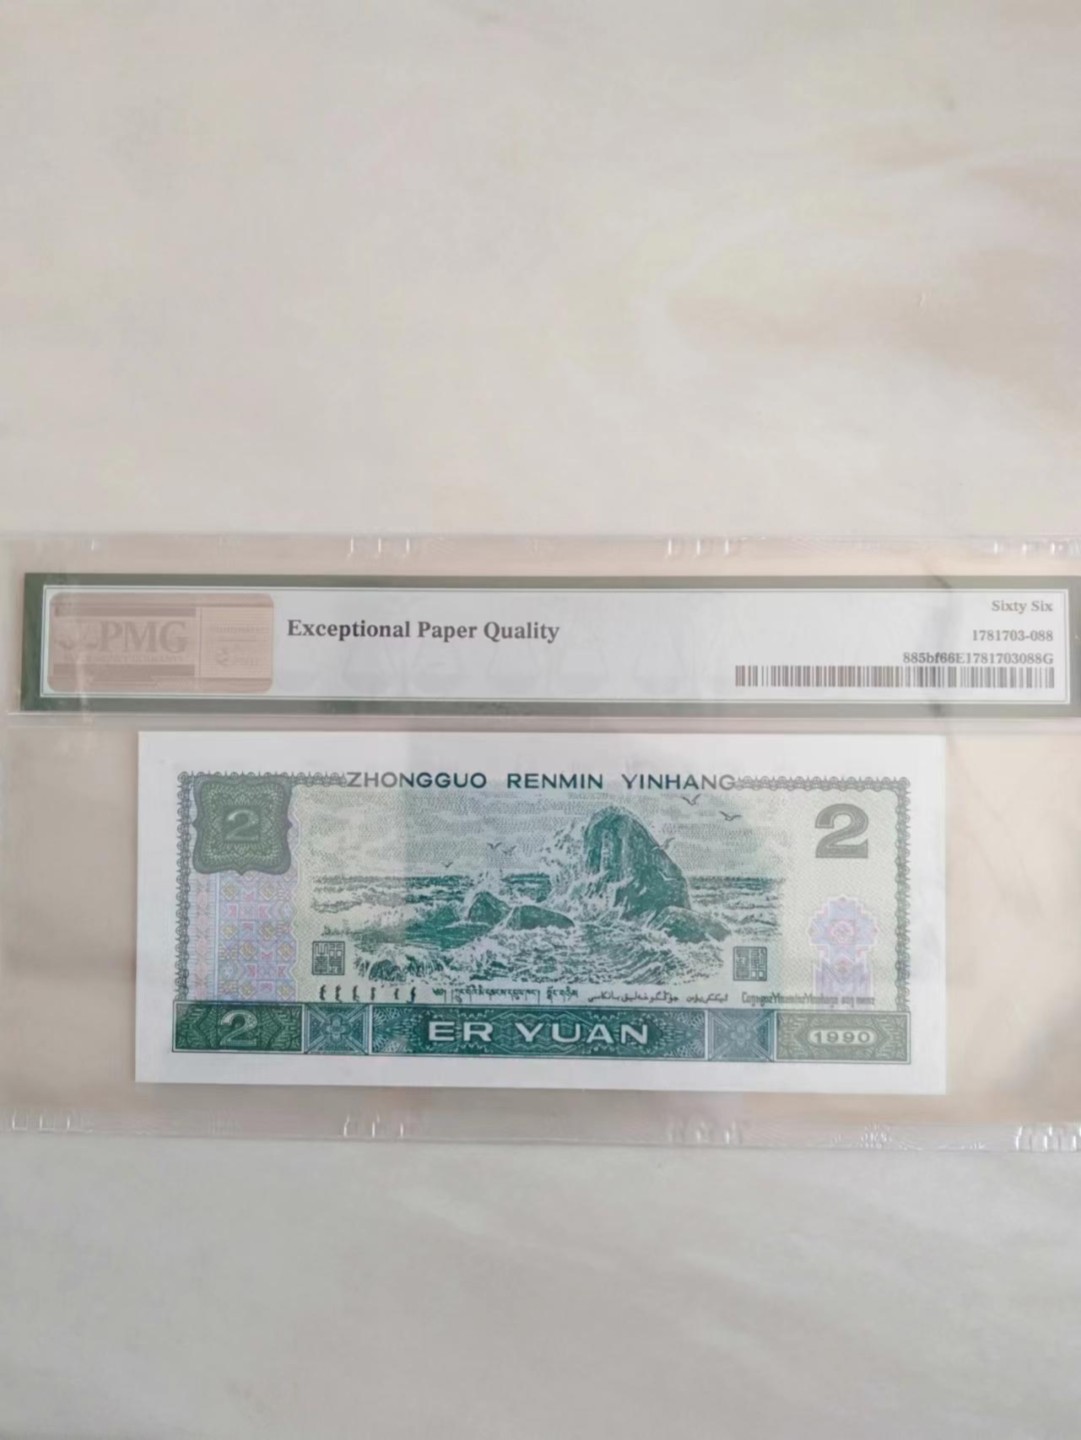 PMG
Exceptional Paper Quality
Sixty Six
1781703-088
885bf66E1781703088G
ZHONGGUO RENMIN YINHANG
2
2
2
ER YUAN
1990